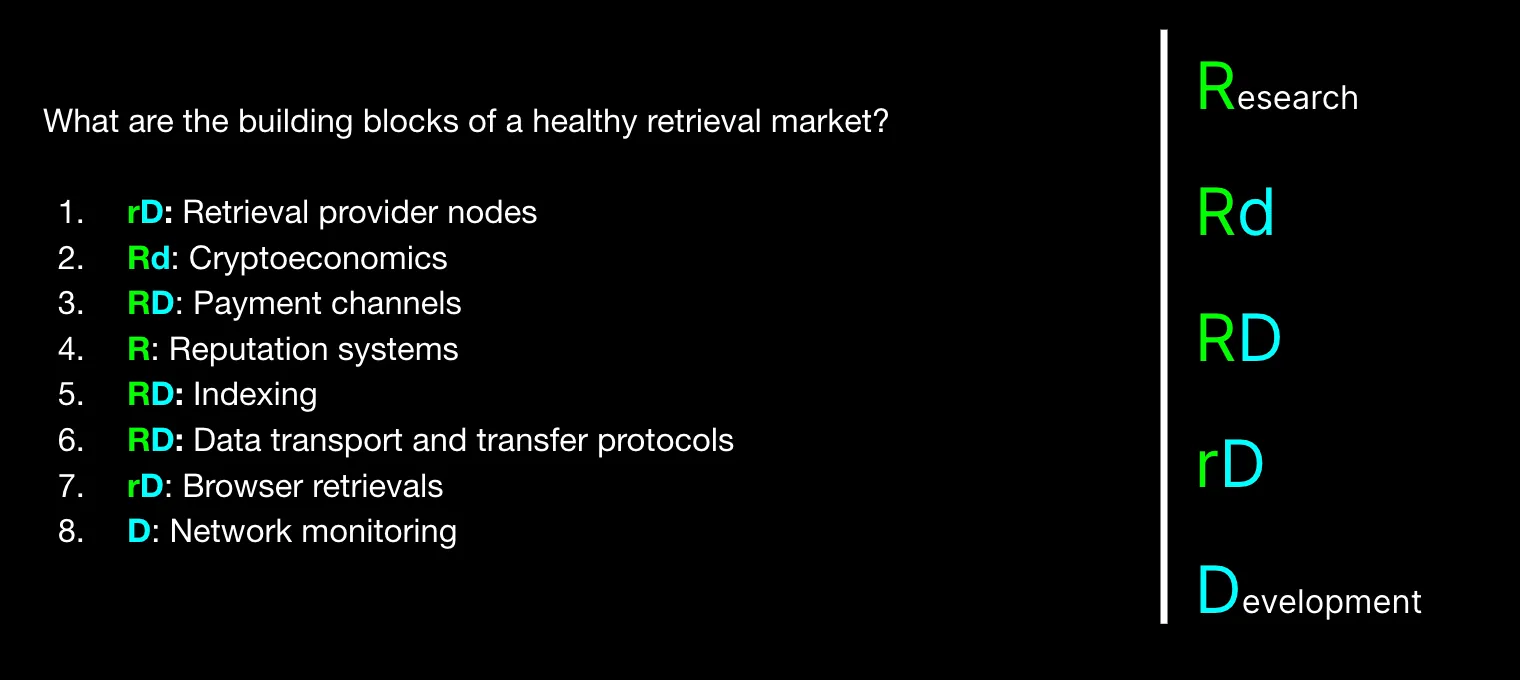 What are the building blocks of a healthy retrieval market?
1. rD: Retrieval provider nodes
2. Rd: Cryptoeconomics
3. RD: Payment channels
4. R: Reputation systems
5. RD: Indexing
6. RD: Data transport and transfer protocols
7. rD: Browser retrievals
8. D: Network monitoring
Research
Rd
RD
rD
Development